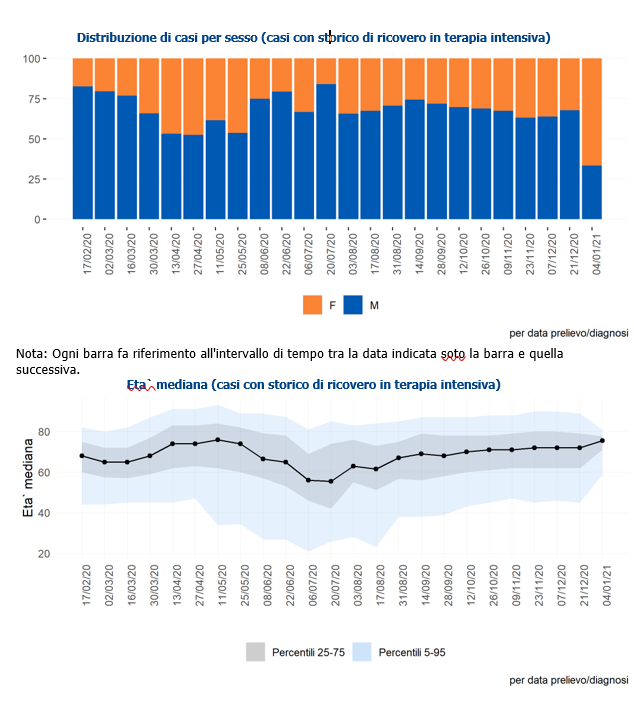 Distribuzione di casi per sesso (casi con storico di ricovero in terapia intensiva)
100
75
50
25
0
17/02/20 02/03/20 16/03/20 30/03/20 13/04/20 27/04/20 11/05/20 25/05/20 08/06/20 22/06/20 06/07/20 20/07/20 03/08/20 17/08/20 31/08/20 14/09/20 28/09/20 12/10/20 26/10/20 09/11/20 23/11/20 07/12/20 21/12/20 04/01/21
F M
per data prelievo/diagnosi
Nota: Ogni barra fa riferimento all'intervallo di tempo tra la data indicata soto la barra e quella
successiva.
Eta` mediana (casi con storico di ricovero in terapia intensiva)
Eta` mediana
80
60
40
20
17/02/20 02/03/20 16/03/20 30/03/20 13/04/20 27/04/20 11/05/20 25/05/20 08/06/20 22/06/20 06/07/20 20/07/20 03/08/20 17/08/20 31/08/20 14/09/20 28/09/20 12/10/20 26/10/20 09/11/20 23/11/20 07/12/20 21/12/20 04/01/21
Percentili 25-75 Percentili 5-95
per data prelievo/diagnosi